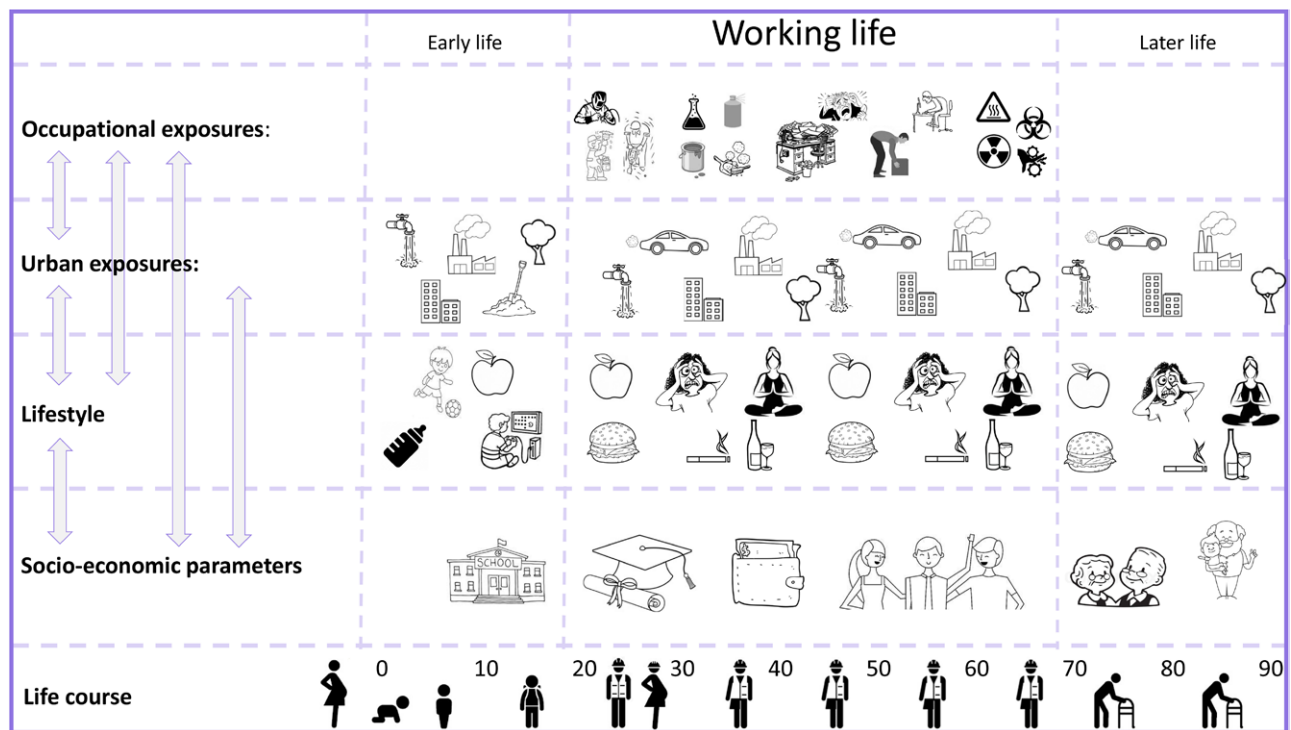 Early life
Working life
Later life
Occupational exposures:
Urban exposures:
Lifestyle
SCHOOL
Socio-economic parameters
0 10 20 30 40 50 60 70 80 90
Life course